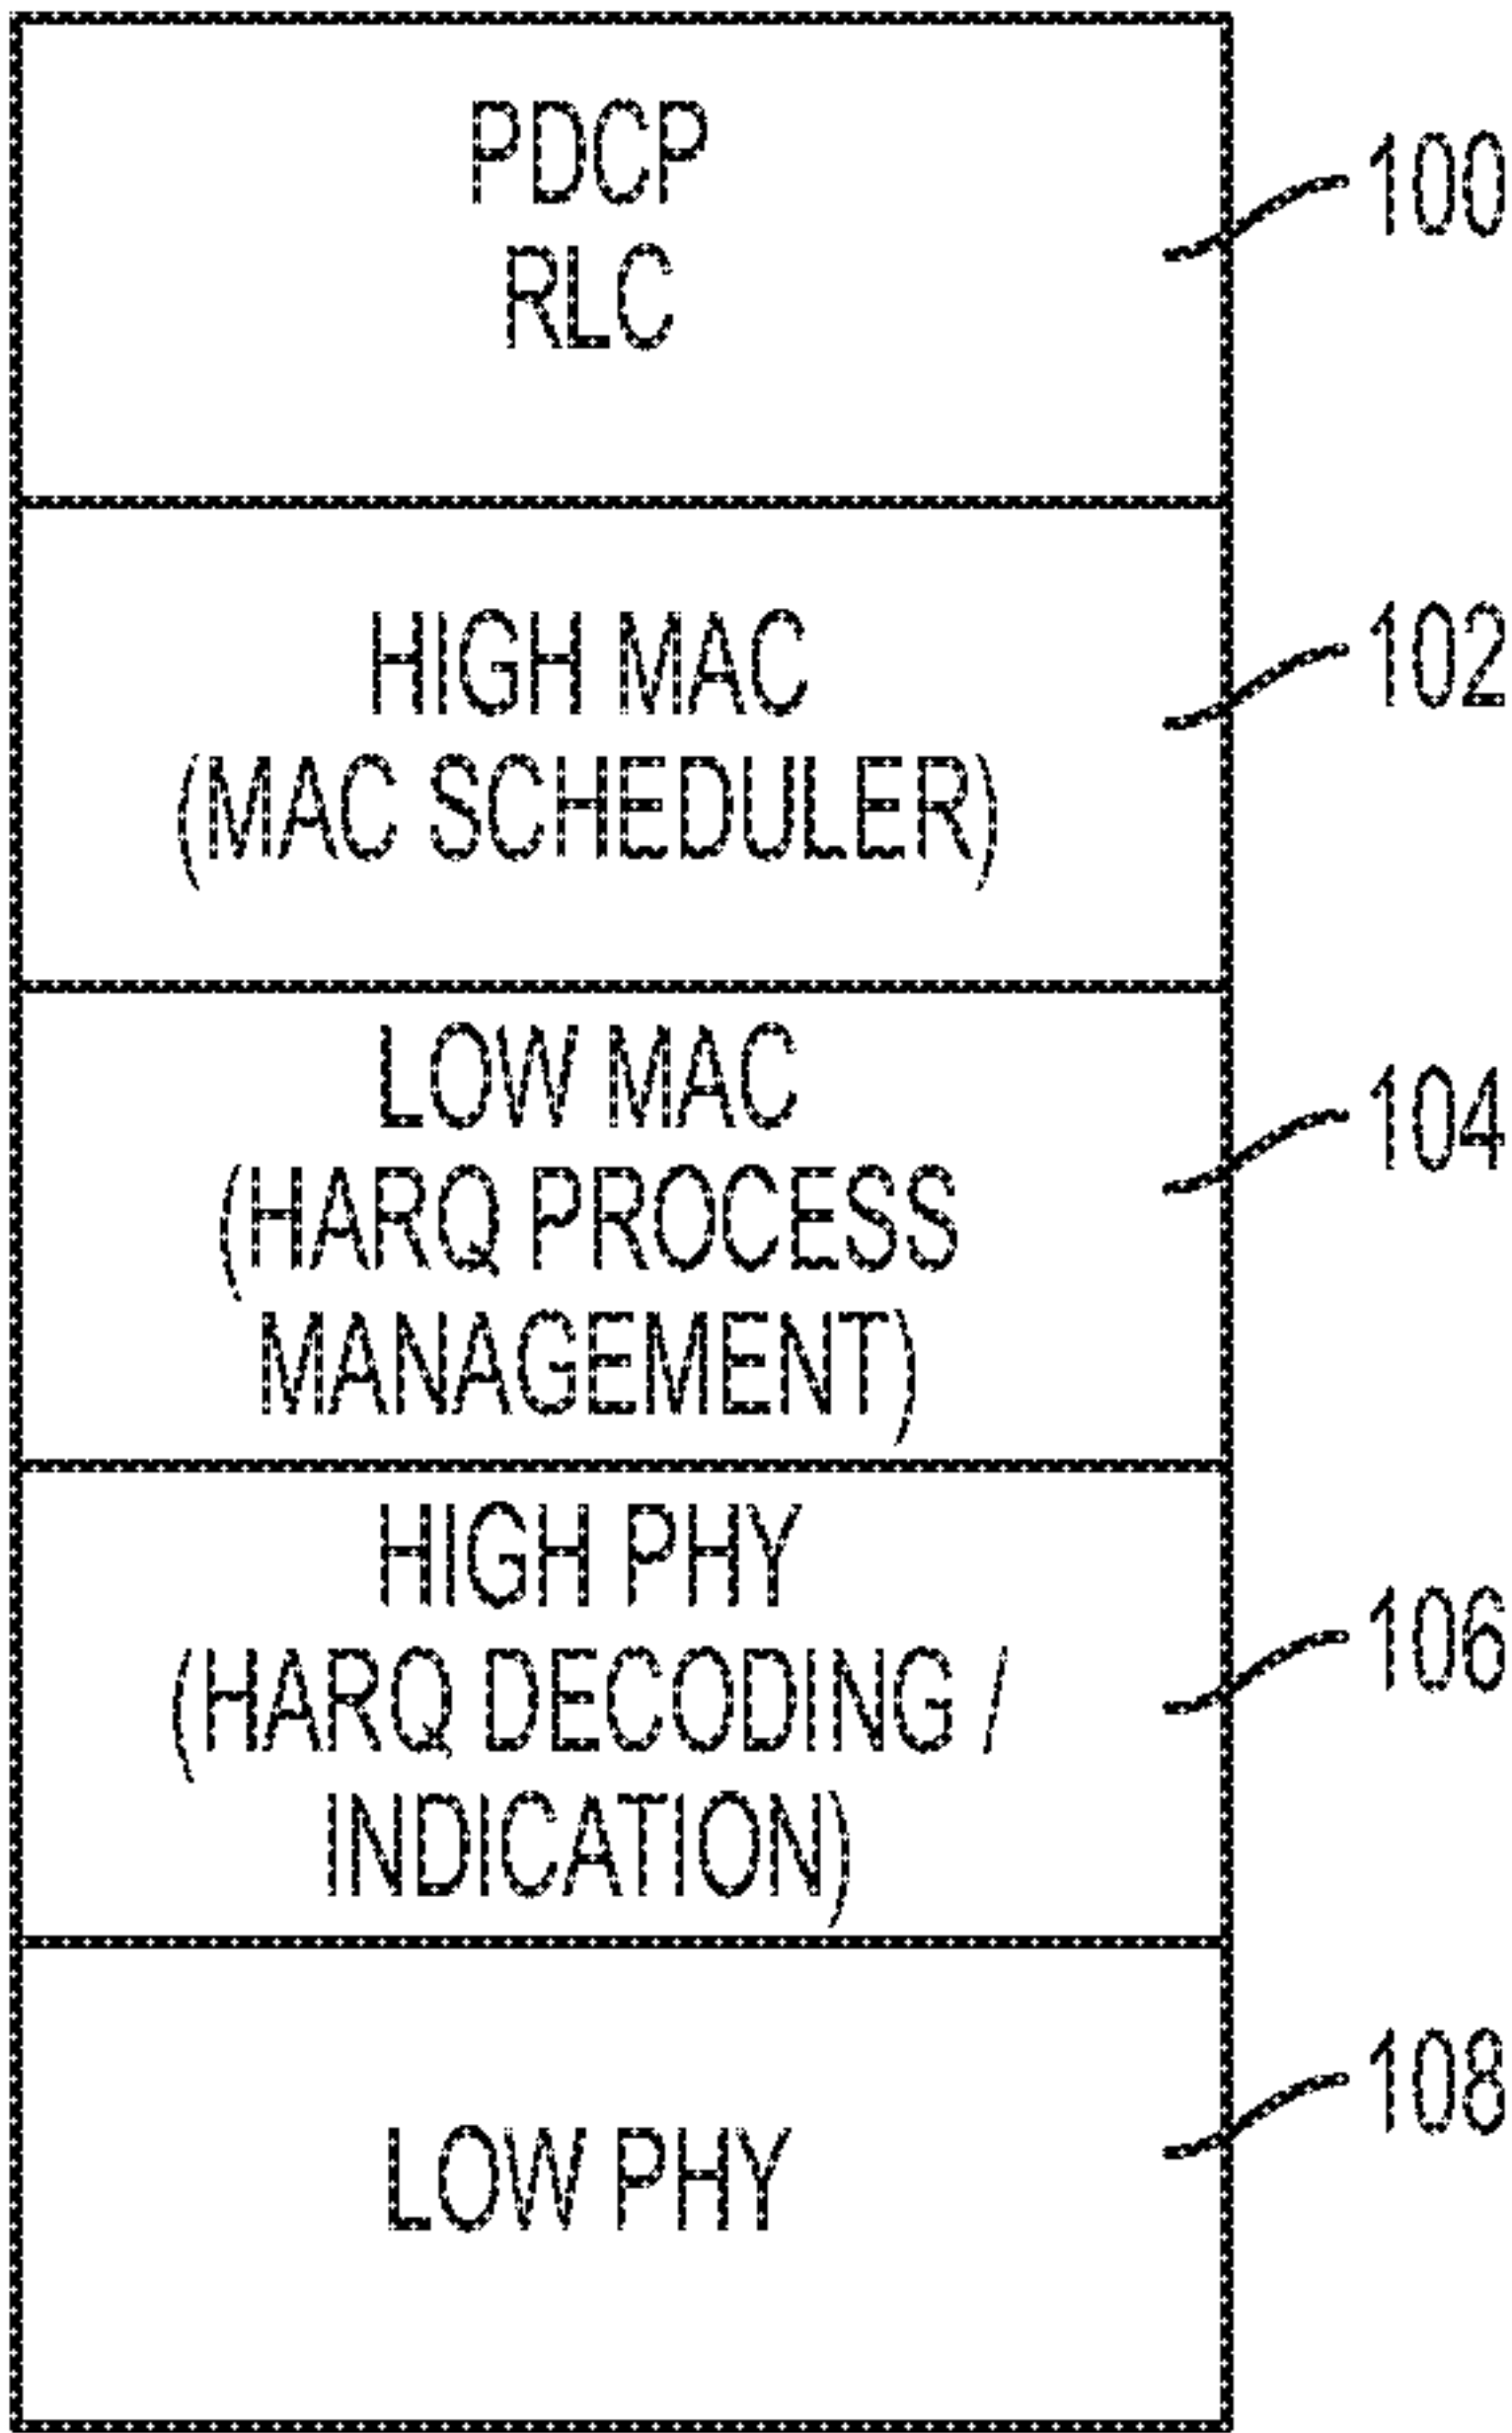 PDCP
RLC
100
HIGH MAC
(MAC SCHEDULER)
102
LOW MAC
(HARQ PROCESS
MANAGEMENT)
104
HIGH PHY
(HARQ DECODING /
INDICATION)
106
LOW PHY
108